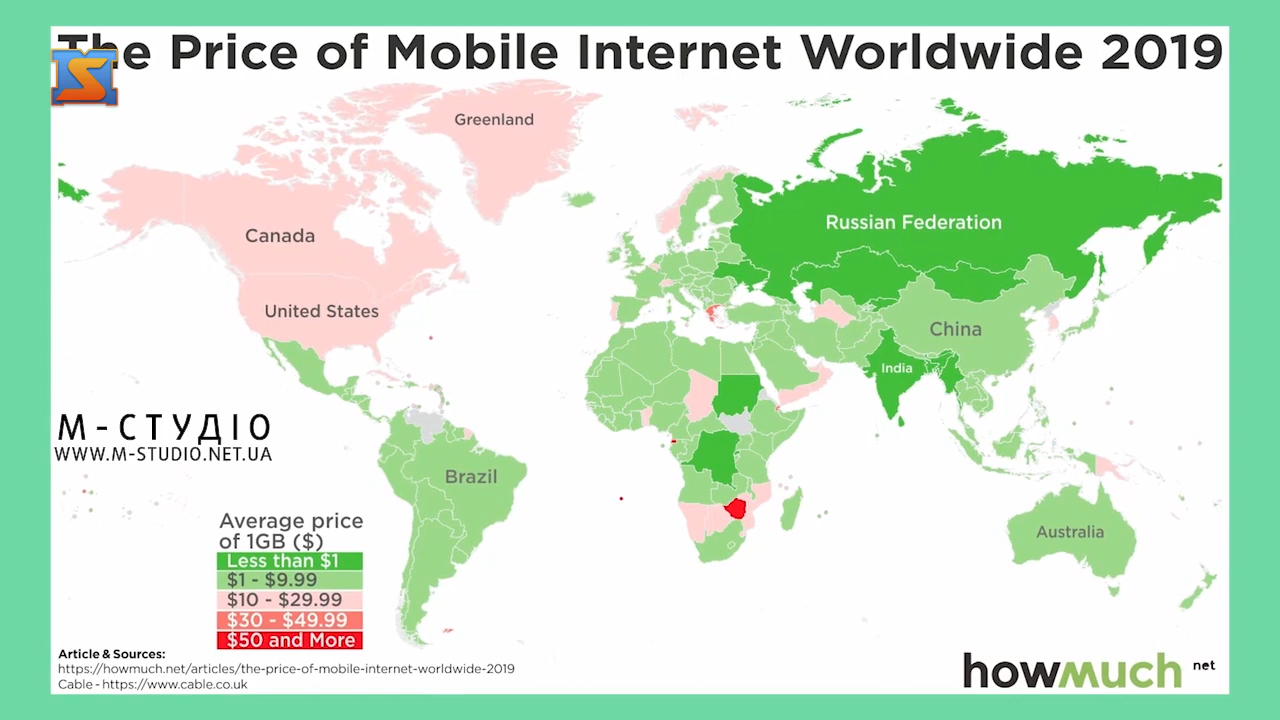 The Price of Mobile Internet Worldwide 2019
S
Greenland
Canada
Russian Federation
United States
China
India
М-СТУДІО
WWW.M-STUDIO.NET.UA
Brazil
Australia
Average price
of 1GB ($)
Less than $1
$1 - $9.99
$10 - $29.99
$30 - $49.99
$50 and More
Article & Sources:
https://howmuch.net/articles/the-price-of-mobile-internet-worldwide-2019
Cable - https://www.cable.co.uk
howmuch.net